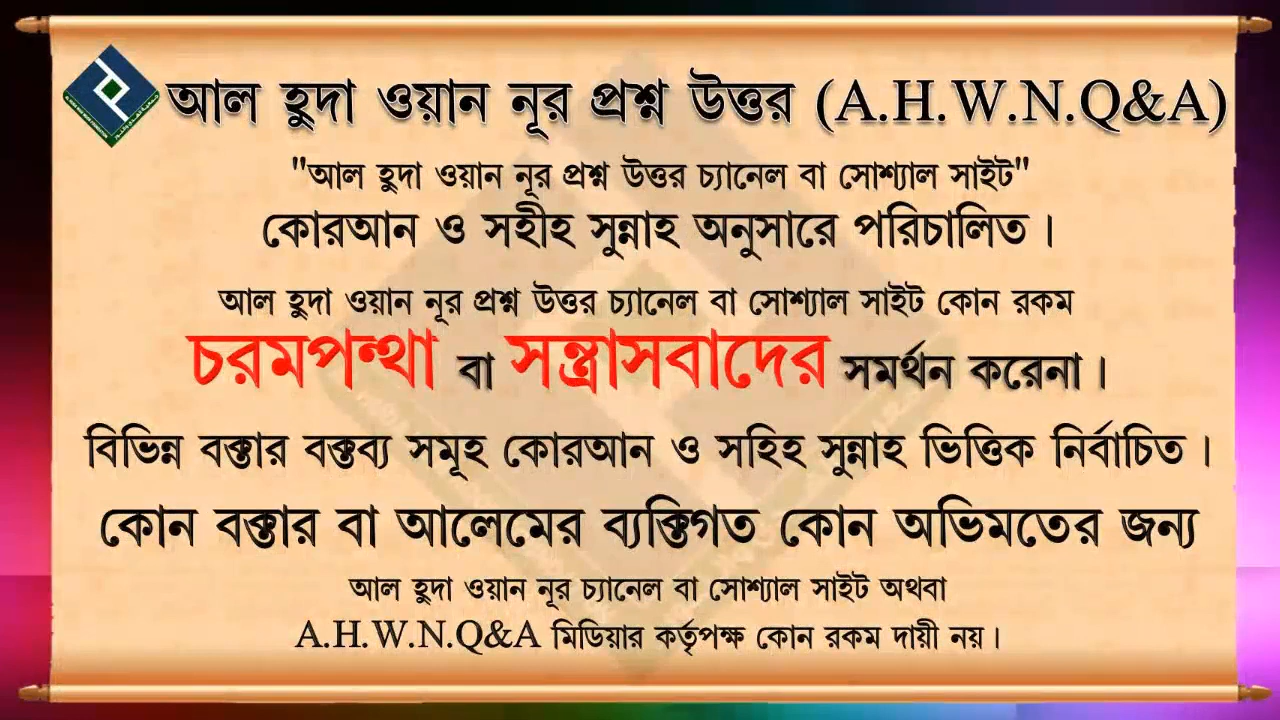 আল হুদা ওয়ান নূর প্রশ্ন উত্তর (A.H.W.N.Q&A)
"আল হুদা ওয়ান নূর প্রশ্ন উত্তর চ্যানেল বা সোশ্যাল সাইট"
কোরআন ও সহীহ সুন্নাহ অনুসারে পরিচালিত ।
আল হুদা ওয়ান নূর প্রশ্ন উত্তর চ্যানেল বা সোশ্যাল সাইট কোন রকম
চরমপন্থা বা সন্ত্রাসবাদের সমর্থন করেনা ।
বিভিন্ন বক্তার বক্তব্য সমূহ কোরআন ও সহিহ সুন্নাহ ভিত্তিক নির্বাচিত ।
কোন বক্তার বা আলেমের ব্যক্তিগত কোন অভিমতের জন্য
আল হুদা ওয়ান নূর চ্যানেল বা সোশ্যাল সাইট অথবা
A.H.W.N.Q&A মিডিয়ার কর্তৃপক্ষ কোন রকম দায়ী নয় ।